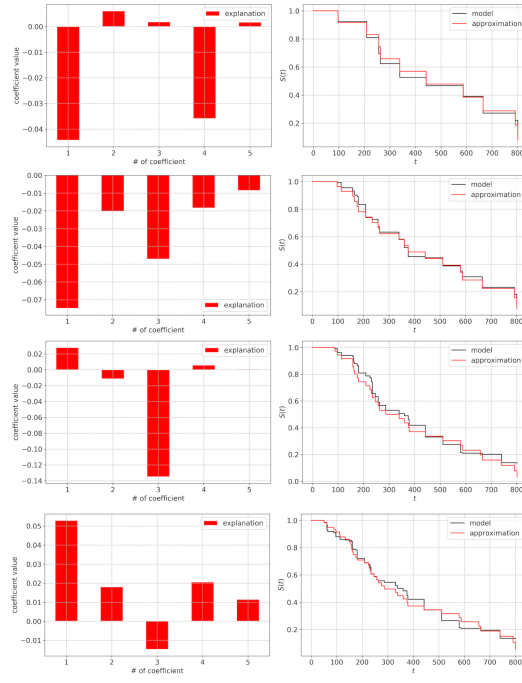 0.00
−0.01
−0.02
−0.03
−0.04
coefficient value
explanation
1 2 3 4 5
# of coefficient
1.0
0.8
0.6
0.4
0.2
S(t)
model
approximation
0 100 200 300 400 500 600 700 800
t
0.00
−0.01
−0.02
−0.03
−0.04
−0.05
−0.06
−0.07
coefficient value
explanation
1 2 3 4 5
# of coefficient
1.0
0.8
0.6
0.4
0.2
S(t)
model
approximation
0 100 200 300 400 500 600 700 800
t
0.02
0.00
−0.02
−0.04
−0.06
−0.08
−0.10
−0.12
−0.14
coefficient value
explanation
1 2 3 4 5
# of coefficient
1.0
0.8
0.6
0.4
0.2
0.0
S(t)
model
approximation
0 100 200 300 400 500 600 700 800
t
0.05
0.04
0.03
0.02
0.01
0.00
−0.01
coefficient value
explanation
1 2 3 4 5
# of coefficient
1.0
0.8
0.6
0.4
0.2
S(t)
model
approximation
0 100 200 300 400 500 600 700 800
t